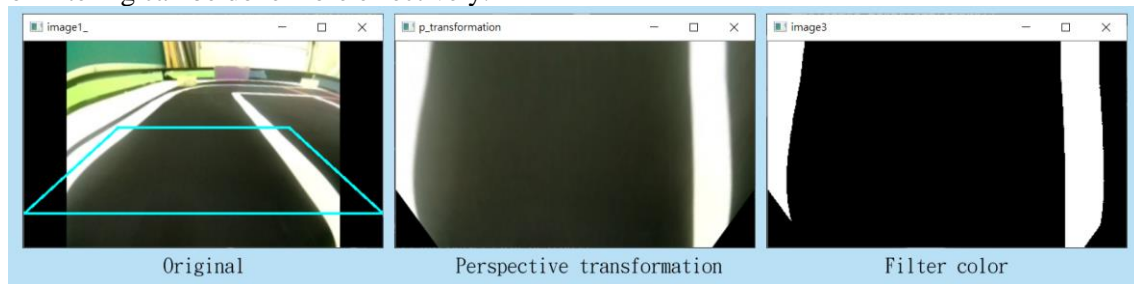 image1_
p_transformation
image3
Original
Perspective transformation
Filter color